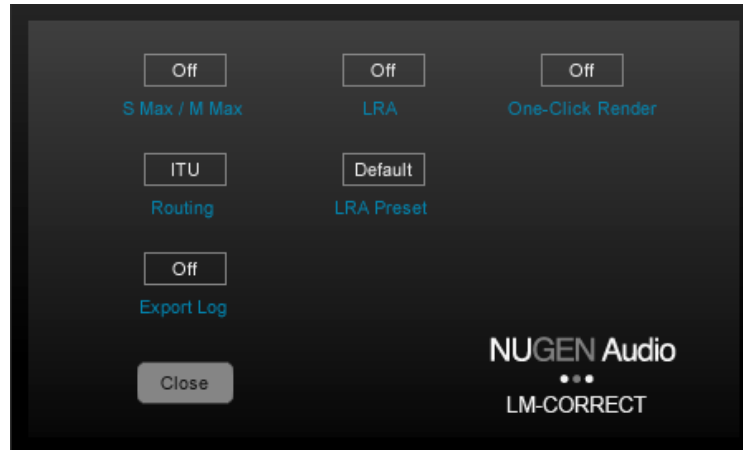 Off Off Off
S Max / M Max LRA One-Click Render
ITU Default
Routing LRA Preset
Off
Export Log
Close
NUGEN Audio
LM-CORRECT